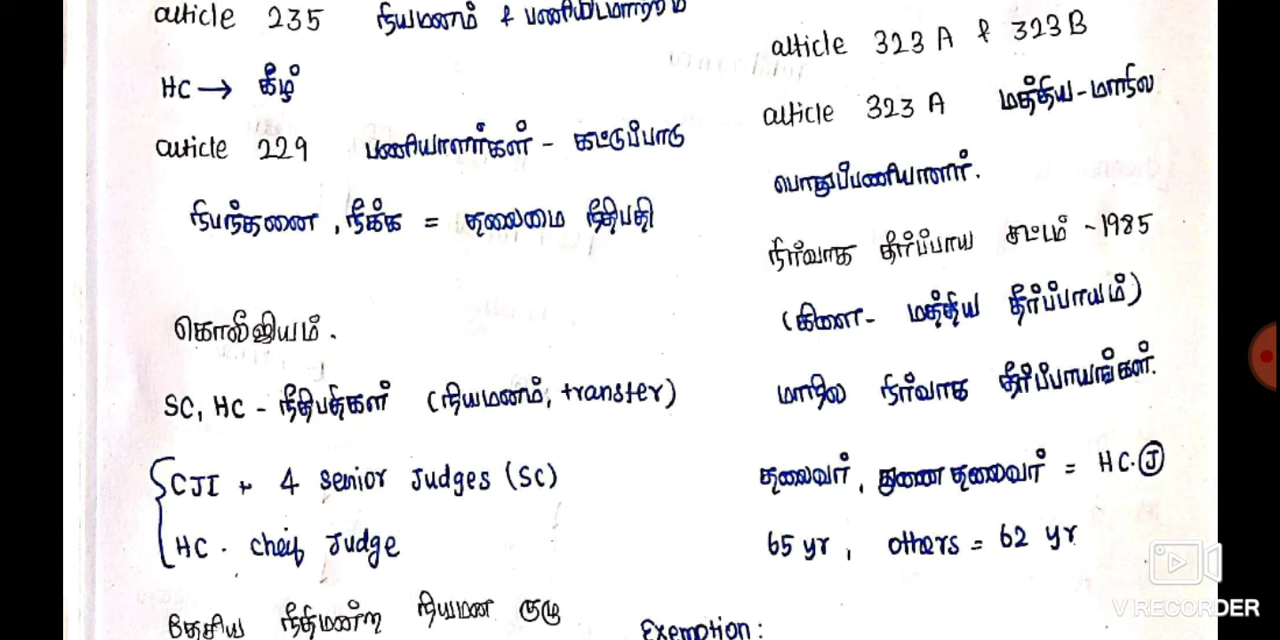 article 235 நியமனம் & பணியிடமாற்றம்
HC → கீழ்
article 229 பணியாளர்கள் - கட்டுப்பாடு
நிபந்தனை, நீக்க = தலைமை நீதிபதி
கொலீஜியம்.
SC, HC - நீதிபதிகள் (நியமனம், transfer)
CJI + 4 senior Judges (SC)
HC. cheif Judge
தேசிய நீதிமன்ற நியமன குழு
article 323 A & 323 B
article 323 A மத்திய-மாநில
பொதுப்பணியாளர்.
நிர்வாக தீர்ப்பாய சட்டம் - 1985
(கிளை - மத்திய தீர்ப்பாயம்)
மாநில நிர்வாக தீர்ப்பாயங்கள்.
தலைவர், துணை தலைவர் = HC. J
65 yr, others = 62 yr
Exemption:
V RECORDER